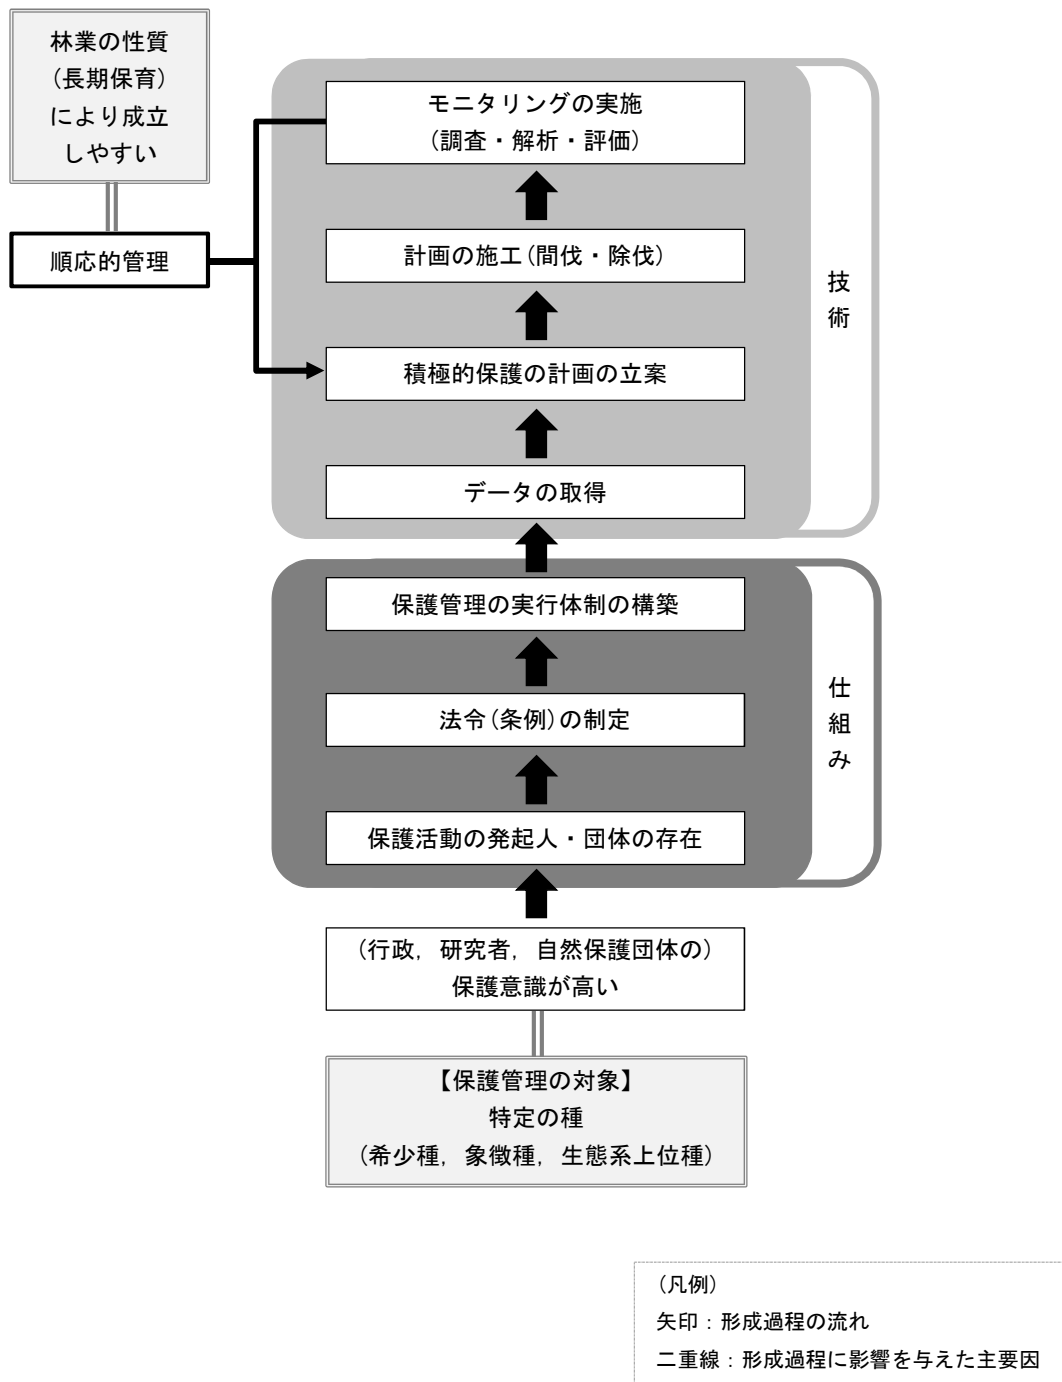 林業の性質
（長期保育）
により成立
しやすい
順応的管理
モニタリングの実施
（調査・解析・評価）
計画の施工（間伐・除伐）
積極的保護の計画の立案
データの取得
技
術
保護管理の実行体制の構築
法令（条例）の制定
保護活動の発起人・団体の存在
仕
組
み
（行政，研究者，自然保護団体の）
保護意識が高い
【保護管理の対象】
特定の種
（希少種，象徴種，生態系上位種）
（凡例）
矢印：形成過程の流れ
二重線：形成過程に影響を与えた主要因